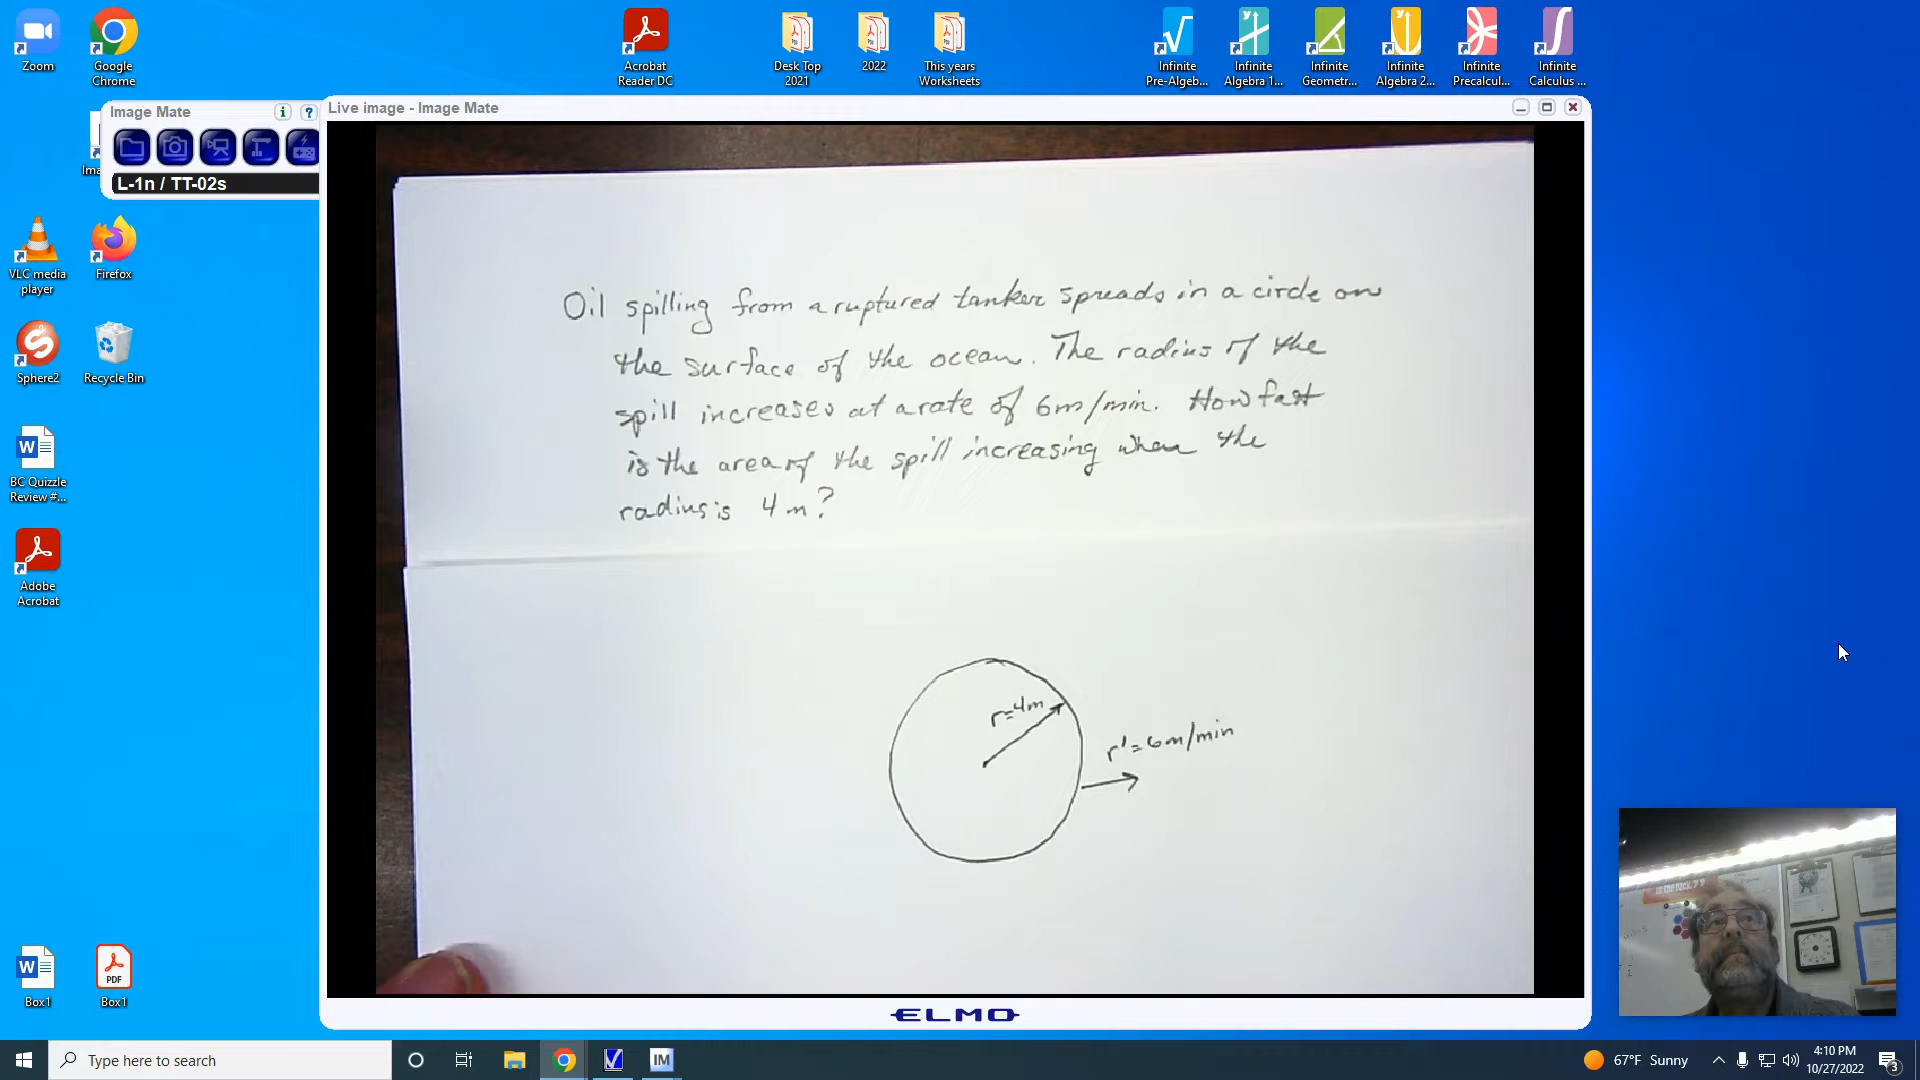 Zoom
Google Chrome
Acrobat Reader DC
Desk Top 2021
2022
This years Worksheets
Infinite Pre-Algeb...
Infinite Algebra 1...
Infinite Geometr...
Infinite Algebra 2...
Infinite Precalcul...
Infinite Calculus ...
Image Mate
L-1n / TT-02s
Live image - Image Mate
Ima
VLC media player
Firefox
Sphere2
Recycle Bin
BC Quizzle Review #...
Adobe Acrobat
Box1
PDF
Box1
Oil spilling from a ruptured tanker spreads in a circle on
the surface of the ocean. The radius of the
spill increases at a rate of 6m/min. How fast
is the area of the spill increasing when the
radius is 4 m?
r=4m
r'=6m/min
ELMO
Type here to search
IM
67°F Sunny
4:10 PM
10/27/2022
3